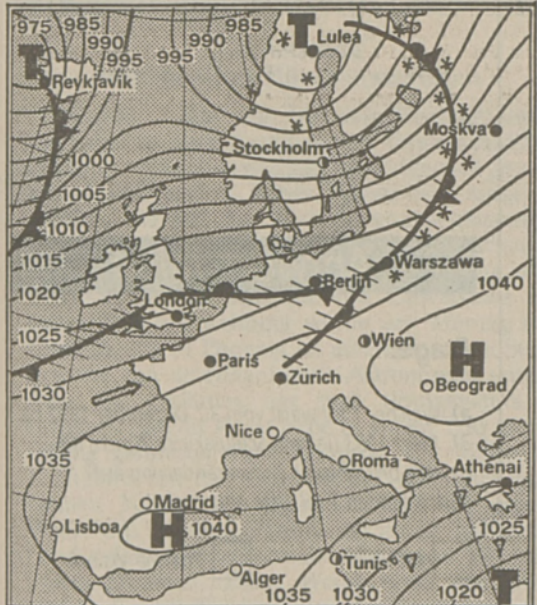 975
985
990
995
995
990
985
T
Lulea
T
Reykjavik
Moskva
Stockholm
1000
1005
1010
1015
1020
Warszawa
Berlin
1040
London
1025
Wien
H
Paris
Zürich
Beograd
1030
Nice
Roma
1035
Athenai
Madrid
Lisboa
H
1040
1025
Tunis
Alger
1035
1030
1020
T